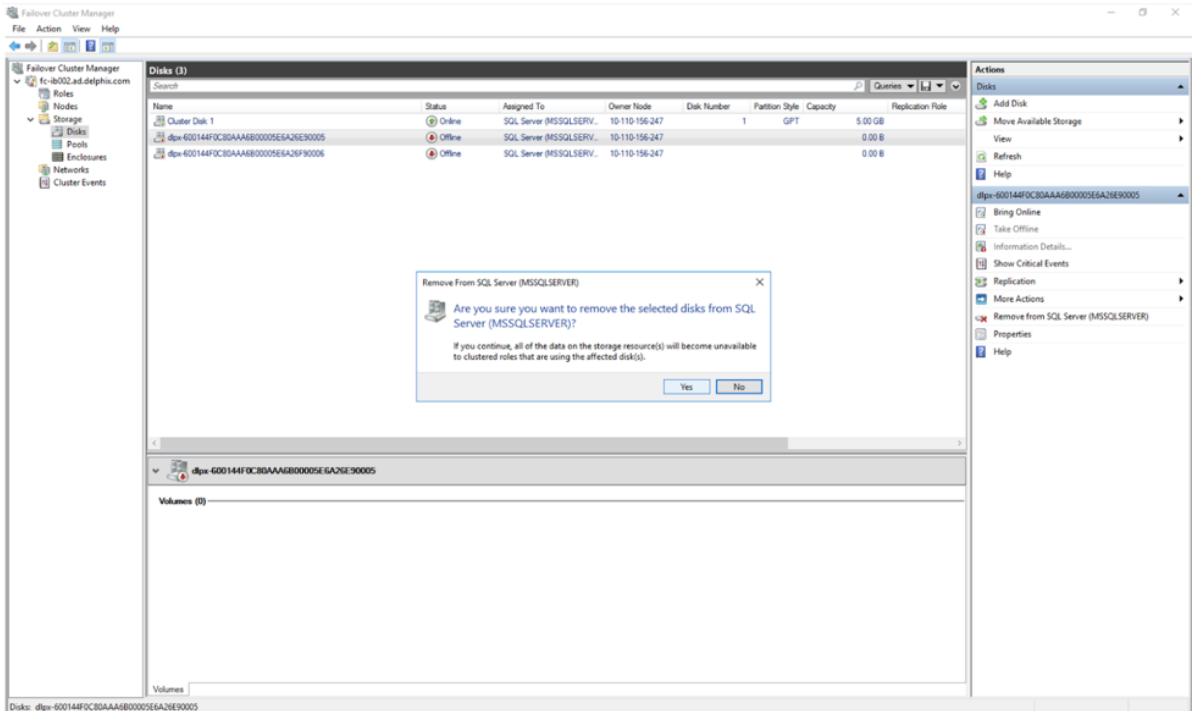 Failover Cluster Manager
File Action View Help
Failover Cluster Manager
fc-ib002.ad.delphix.com
Roles
Nodes
Storage
Disks
Pools
Enclosures
Networks
Cluster Events
Disks (3)
Search
Queries
Name Status Assigned To Owner Node Disk Number Partition Style Capacity Replication Role
Cluster Disk 1 Online SQL Server (MSSQLSERV... 10-110-156-247 1 GPT 5.00 GB
dlpx-600144F0C80AAA6B00005E6A26E90005 Offline SQL Server (MSSQLSERV... 10-110-156-247 0.00 B
dlpx-600144F0C80AAA6B00005E6A26F90006 Offline SQL Server (MSSQLSERV... 10-110-156-247 0.00 B
Remove From SQL Server (MSSQLSERVER)
Are you sure you want to remove the selected disks from SQL
Server (MSSQLSERVER)?
If you continue, all of the data on the storage resource(s) will become unavailable
to clustered roles that are using the affected disk(s).
Yes No
dlpx-600144F0C80AAA6B00005E6A26E90005
Volumes (0)
Volumes
Actions
Disks
Add Disk
Move Available Storage
View
Refresh
Help
dlpx-600144F0C80AAA6B00005E6A26E90005
Bring Online
Take Offline
Information Details...
Show Critical Events
Replication
More Actions
Remove from SQL Server (MSSQLSERVER)
Properties
Help
Disks: dlpx-600144F0C80AAA6B00005E6A26E90005